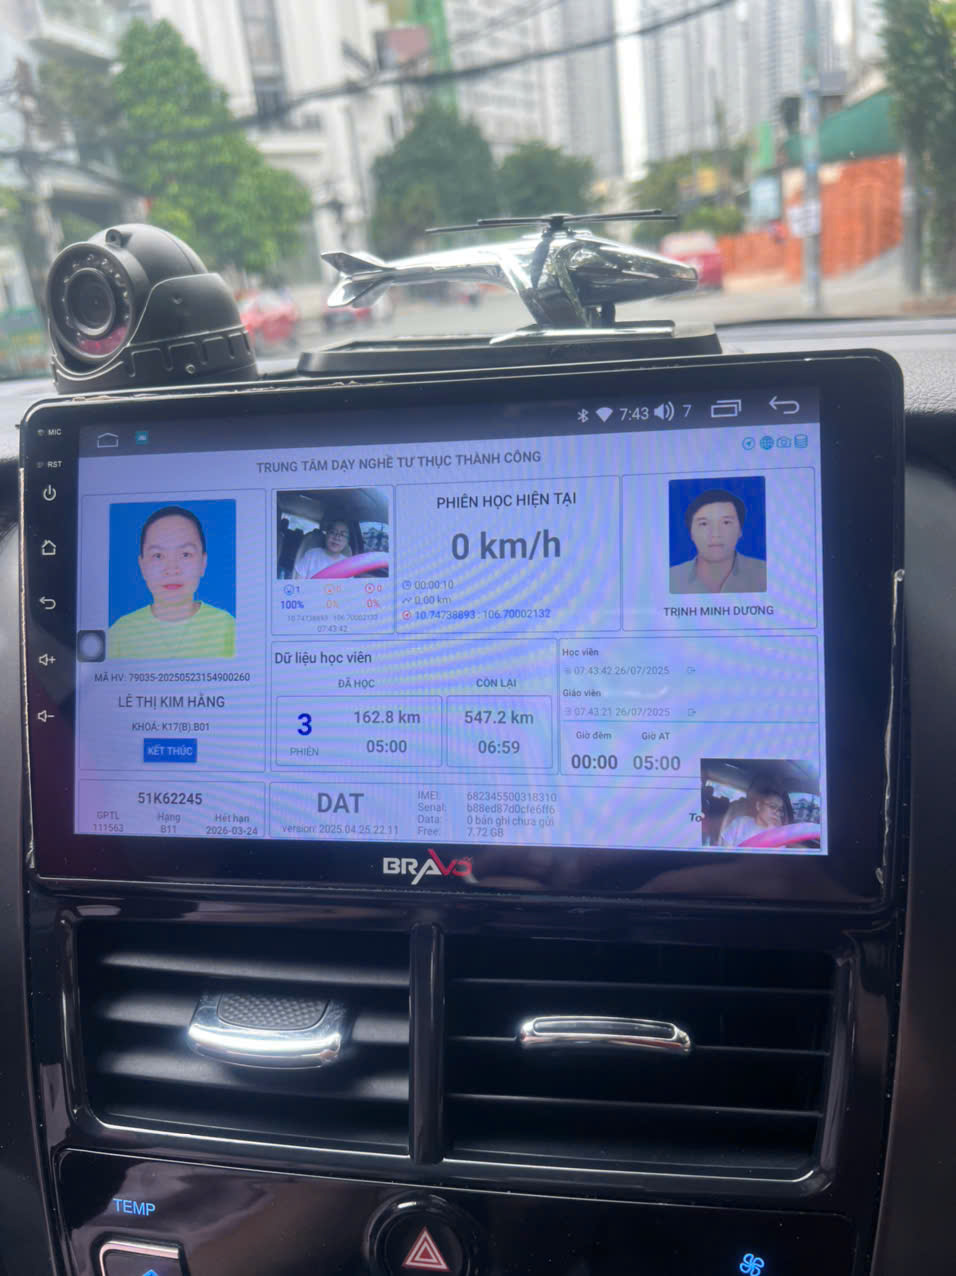 MIC
7:43 7
RST
TRUNG TÂM DẠY NGHỀ TƯ THỤC THÀNH CÔNG
MÃ HV: 79035-20250523154900260
LÊ THỊ KIM HẰNG
KHOÁ: K17(B).B01
KẾT THÚC
1 0 0
100% 0% 0%
10.74738893 : 106.70002132
07:43:42
PHIÊN HỌC HIỆN TẠI
0 km/h
00:00:10
0.00 km
10.74738893 : 106.70002132
TRỊNH MINH DƯƠNG
Dữ liệu học viên
ĐÃ HỌC
CÒN LẠI
3
PHIÊN
162.8 km
05:00
547.2 km
06:59
Học viên
07:43:42 26/07/2025
Giáo viên
07:43:21 26/07/2025
Giờ đêm
00:00
Giờ AT
05:00
51K62245
GPTL
111563
Hạng
B11
Hết hạn
2026-03-24
DAT
version: 2025.04.25.22.11
IMEI: 682345500318310
Serial: b88ed87d0cfe6ff6
Data: 0 bản ghi chưa gửi
Free: 7.72 GB
To
BRAVO
TEMP